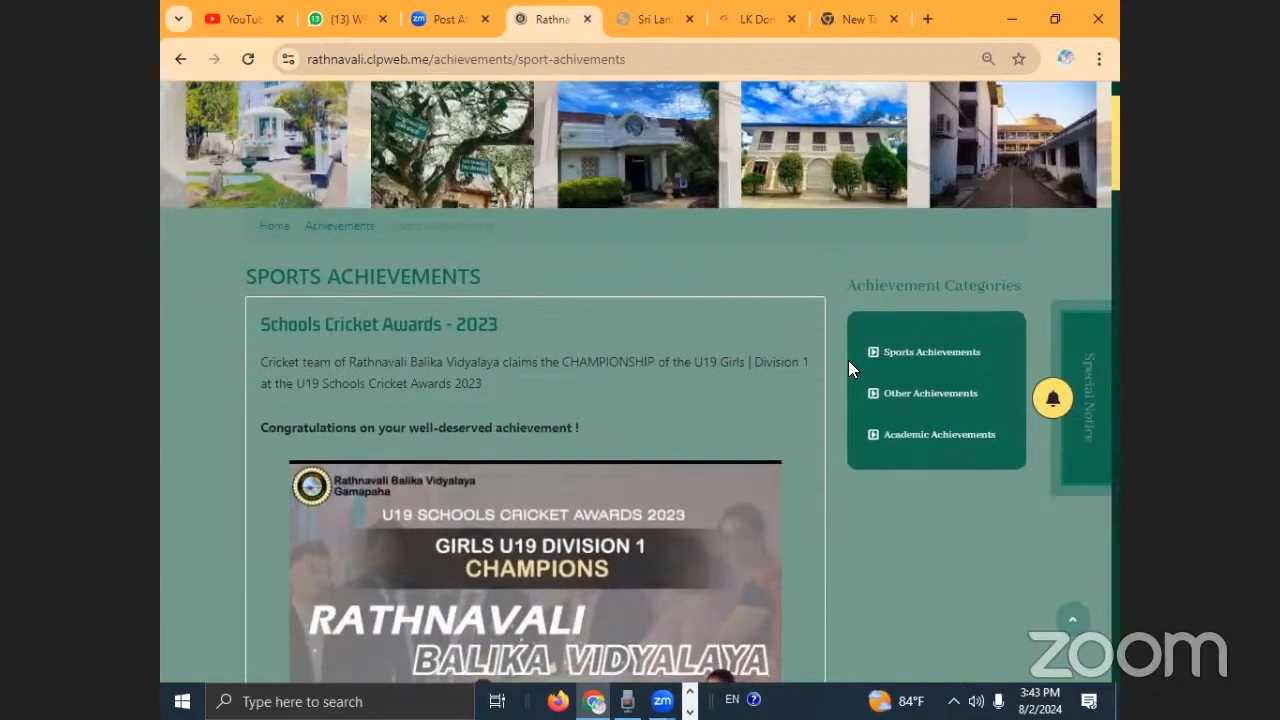 YouTub
(13) W
Post A
Rathna
Sri Lan
LK Dor
New Ta
rathnavali.clpweb.me/achievements/sport-achivements
Home Achievements
SPORTS ACHIEVEMENTS
Achievement Categories
Schools Cricket Awards - 2023
Cricket team of Rathnavali Balika Vidyalaya claims the CHAMPIONSHIP of the U19 Girls | Division 1
at the U19 Schools Cricket Awards 2023
Sports Achievements
Other Achievements
Academic Achievements
Special Notice
Congratulations on your well-deserved achievement !
Rathnavali Balika Vidyalaya
Gamapaha
U19 SCHOOLS CRICKET AWARDS 2023
GIRLS U19 DIVISION 1
CHAMPIONS
RATHNAVALI
BALIKA VIDYALAYA
zoom
Type here to search
zm
EN
84°F
3:43 PM
8/2/2024